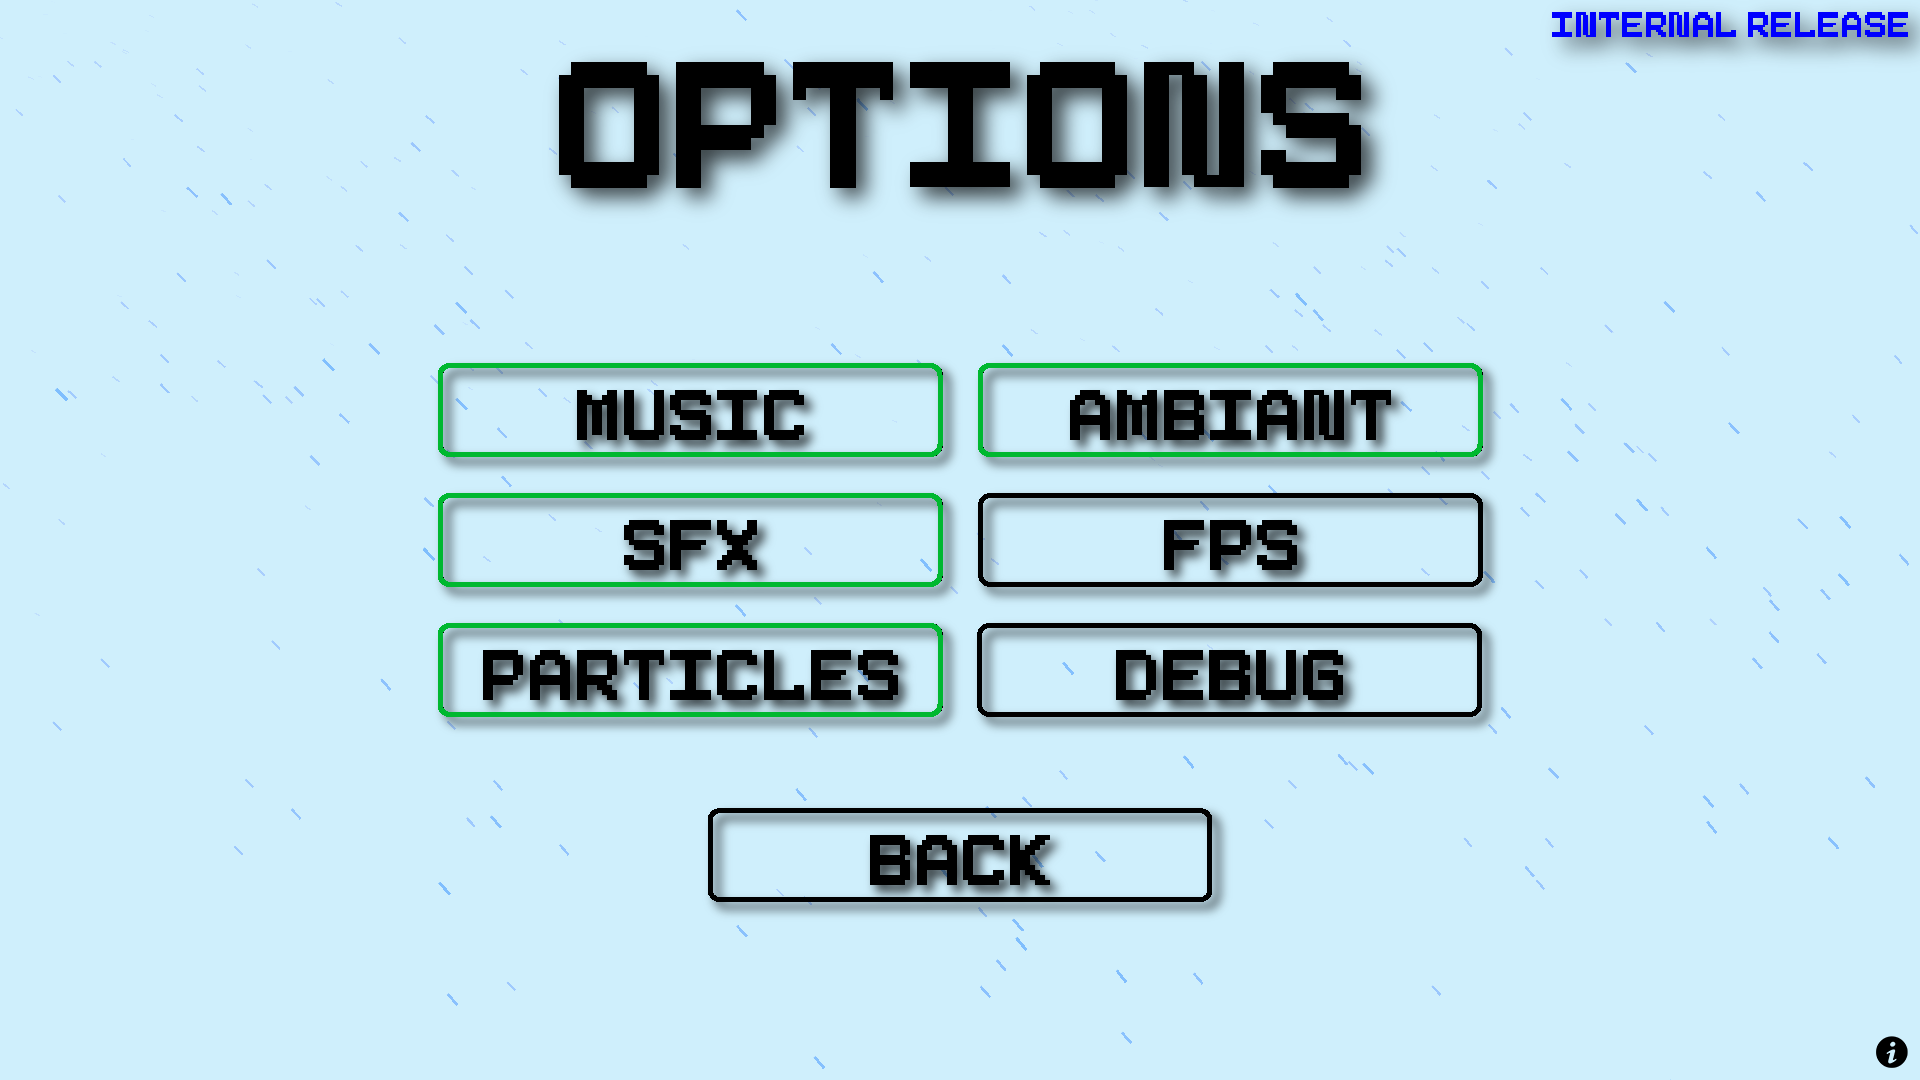 INTERNAL RELEASE
OPTIONS
MUSIC
AMBIANT
SFX
FPS
PARTICLES
DEBUG
BACK
i